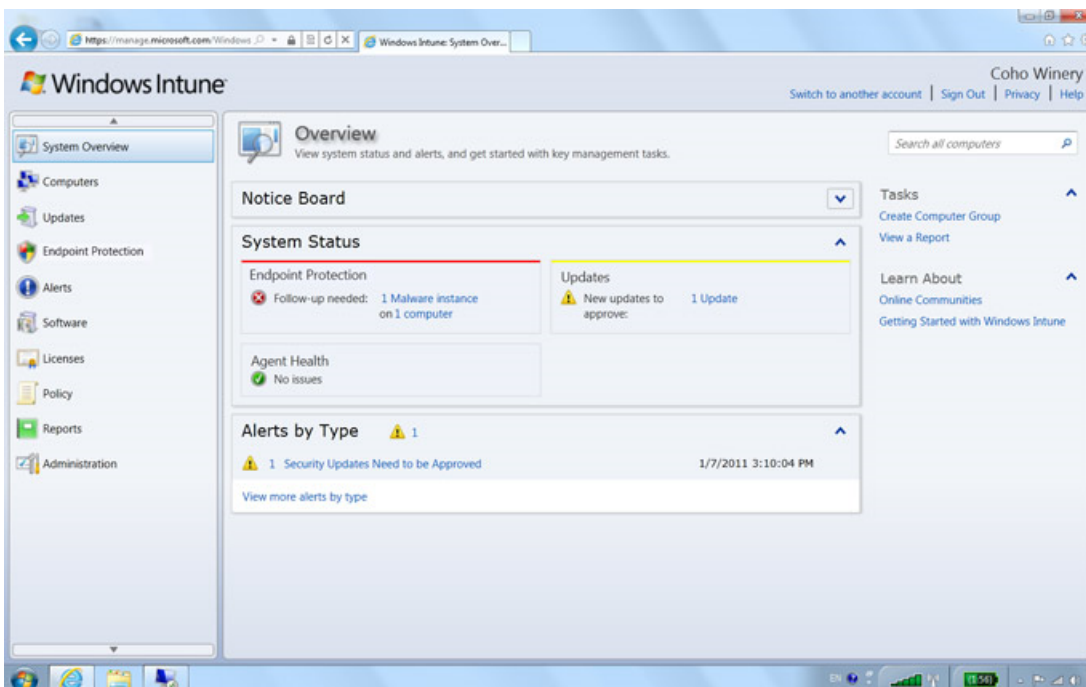 https://manage.microsoft.com/Windows
Windows Intune: System Over...
Windows Intune
Coho Winery
Switch to another account | Sign Out | Privacy | Help
System Overview
Computers
Updates
Endpoint Protection
Alerts
Software
Licenses
Policy
Reports
Administration
Overview
View system status and alerts, and get started with key management tasks.
Search all computers
Notice Board
System Status
Endpoint Protection
Follow-up needed: 1 Malware instance
on 1 computer
Updates
New updates to 1 Update
approve:
Agent Health
No issues
Alerts by Type 1
1 Security Updates Need to be Approved 1/7/2011 3:10:04 PM
View more alerts by type
Tasks
Create Computer Group
View a Report
Learn About
Online Communities
Getting Started with Windows Intune
EN
(1:56)